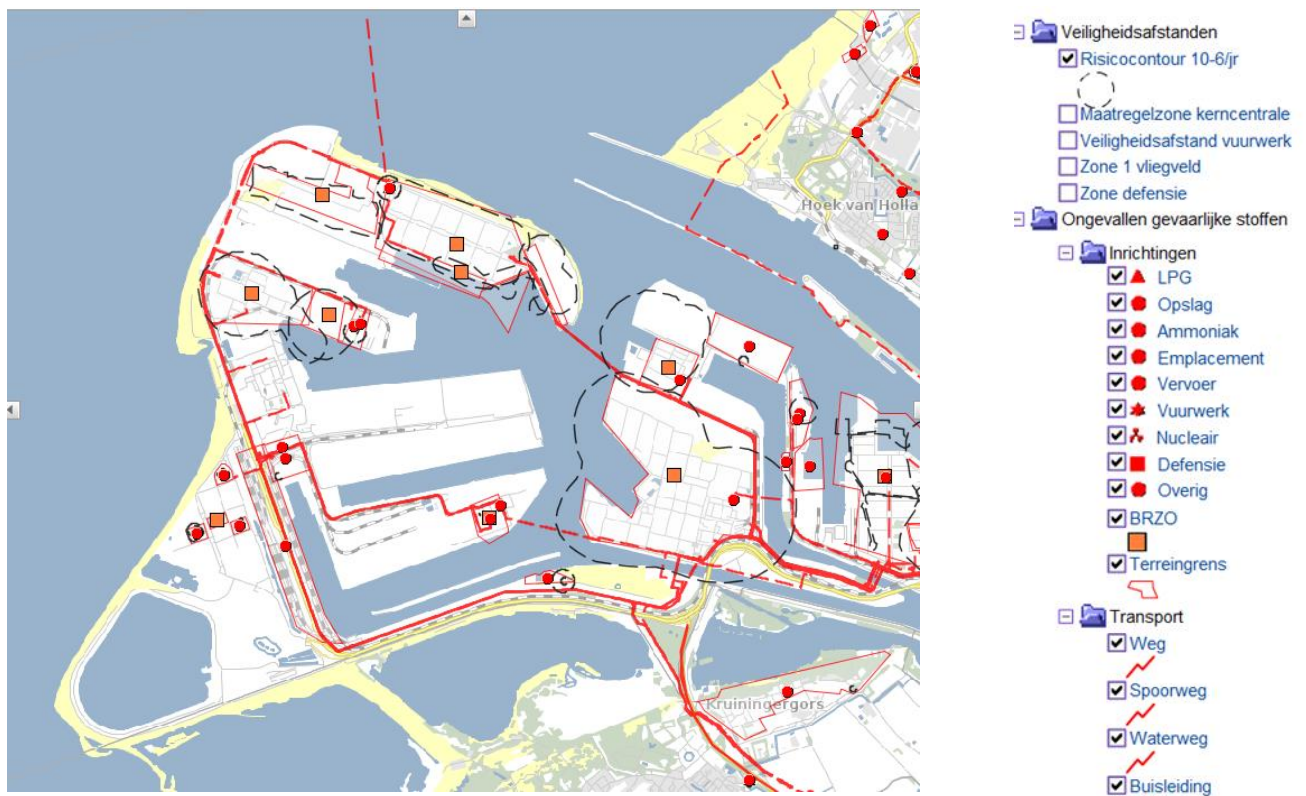 Hoek van Holla
Kruiningergors
Veiligheidsafstanden
Risicocontour 10-6/jr
Maatregelzone kerncentrale
Veiligheidsafstand vuurwerk
Zone 1 vliegveld
Zone defensie
Ongevallen gevaarlijke stoffen
Inrichtingen
LPG
Opslag
Ammoniak
Emplacement
Vervoer
Vuurwerk
Nucleair
Defensie
Overig
BRZO
Terreingrens
Transport
Weg
Spoorweg
Waterweg
Buisleiding